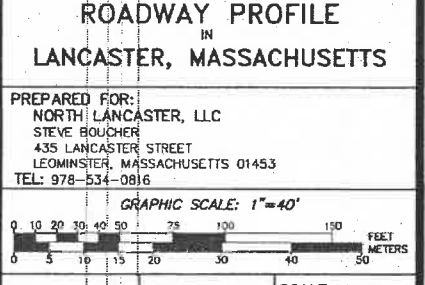 ROADWAY PROFILE
IN
LANCASTER, MASSACHUSETTS
PREPARED FOR:
NORTH LANCASTER, LLC
STEVE BOUCHER
435 LANCASTER STREET
LEOMINSTER, MASSACHUSETTS 01453
TEL: 978-534-0816
GRAPHIC SCALE: 1"=40'
0 10 20 30 40 50 75 100 150 FEET
0 5 10 15 20 30 40 50 METERS